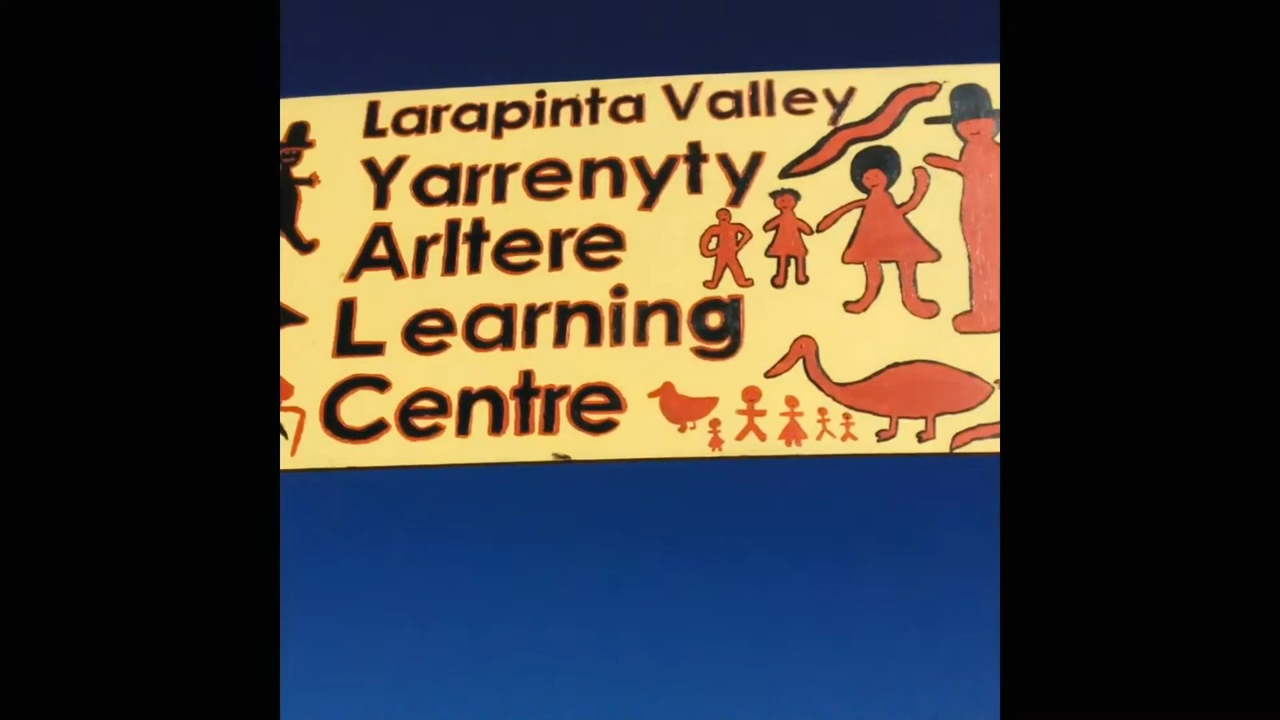 Larapinta Valley
Yarrenyty
Arltere
Learning
Centre